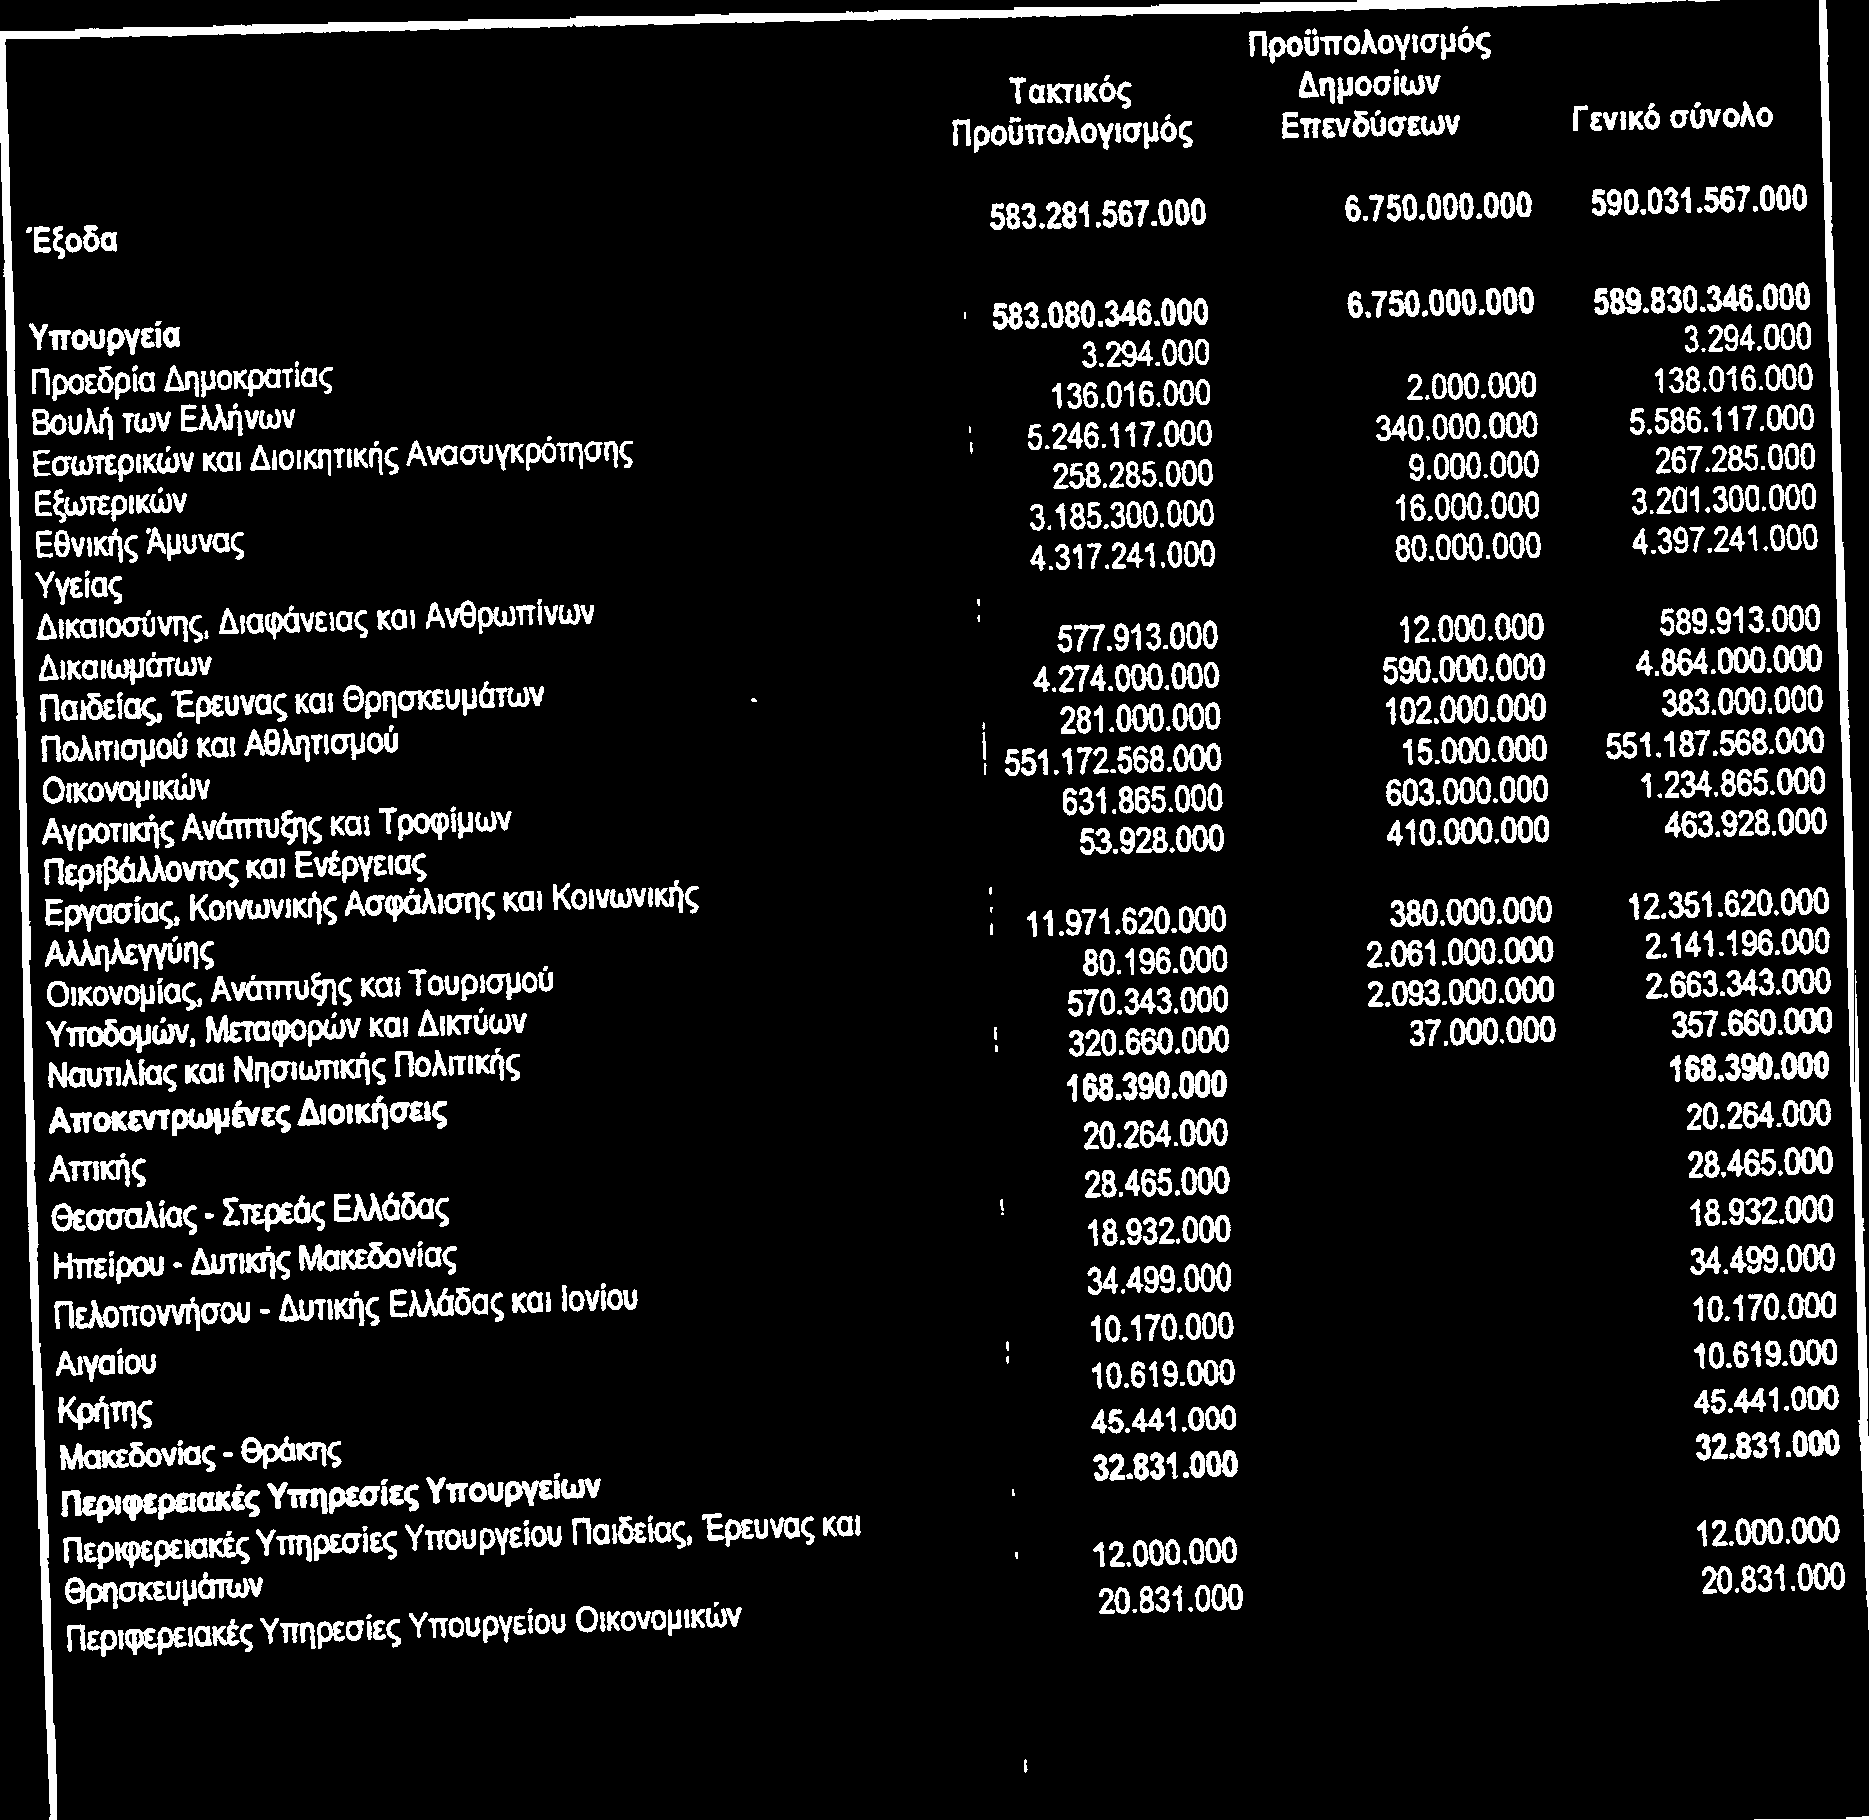 Τακτικός Προϋπολογισμός	Προϋπολογισμός Δημοσίων Επενδύσεων	Γενικό σύνολο
Έξοδα	583.281.567.000	6.750.000.000	590.031.567.000
Υπουργεία	583.080.346.000	6.750.000.000	589.830.346.000
Προεδρία Δημοκρατίας	3.294.000	3.294.000
Βουλή των Ελλήνων	136.016.000	2.000.000	138.016.000
Εσωτερικών και Διοικητικής Ανασυγκρότησης	5.246.117.000	340.000.000	5.586.117.000
Εξωτερικών	258.285.000	9.000.000	267.285.000
Εθνικής Άμυνας	3.185.300.000	16.000.000	3.201.300.000
Υγείας	4.317.241.000	80.000.000	4.397.241.000
Δικαιοσύνης, Διαφάνειας και Ανθρωπίνων
Δικαιωμάτων	577.913.000	12.000.000	589.913.000
Παιδείας, Έρευνας και Θρησκευμάτων	4.274.000.000	590.000.000	4.864.000.000
Πολιτισμού και Αθλητισμού	281.000.000	102.000.000	383.000.000
Οικονομικών	551.172.568.000	15.000.000	551.187.568.000
Αγροτικής Ανάπτυξης και Τροφίμων	631.865.000	603.000.000	1.234.865.000
Περιβάλλοντος και Ενέργειας	53.928.000	410.000.000	463.928.000
Εργασίας, Κοινωνικής Ασφάλισης και Κοινωνικής
Αλληλεγγύης	11.971.620.000	380.000.000	12.351.620.000
Οικονομίας, Ανάπτυξης και Τουρισμού	80.196.000	2.061.000.000	2.141.196.000
Υποδομών, Μεταφορών και Δικτύων	570.343.000	2.093.000.000	2.663.343.000
Ναυτιλίας και Νησιωτικής Πολιτικής	320.660.000	37.000.000	357.660.000
Αποκεντρωμένες Διοικήσεις	168.390.000	168.390.000
Αττικής	20.264.000	20.264.000
Θεσσαλίας - Στερεάς Ελλάδας	28.465.000	28.465.000
Ηπείρου - Δυτικής Μακεδονίας	18.932.000	18.932.000
Πελοποννήσου - Δυτικής Ελλάδας και Ιονίου	34.499.000	34.499.000
Αιγαίου	10.170.000	10.170.000
Κρήτης	10.619.000	10.619.000
Μακεδονίας - Θράκης	45.441.000	45.441.000
Περιφερειακές Υπηρεσίες Υπουργείων	32.831.000	32.831.000
Περιφερειακές Υπηρεσίες Υπουργείου Παιδείας, Έρευνας και
Θρησκευμάτων	12.000.000	12.000.000
Περιφερειακές Υπηρεσίες Υπουργείου Οικονομικών	20.831.000	20.831.000